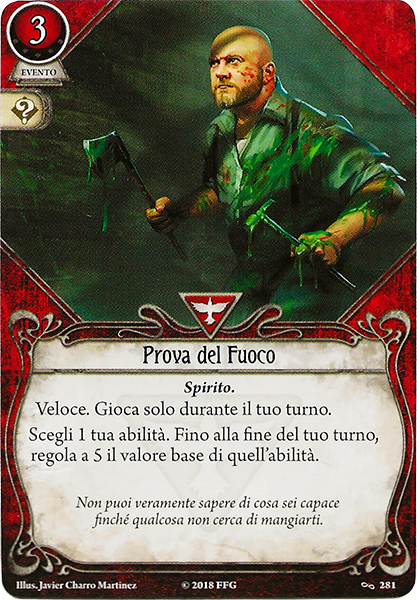 3
EVENTO
?
Prova del Fuoco
Spirito.
Veloce. Gioca solo durante il tuo turno.
Scegli 1 tua abilità. Fino alla fine del tuo turno,
regola a 5 il valore base di quell'abilità.
Non puoi veramente sapere di cosa sei capace
finché qualcosa non cerca di mangiarti.
Illus. Javier Charro Martinez © 2018 FFG 281